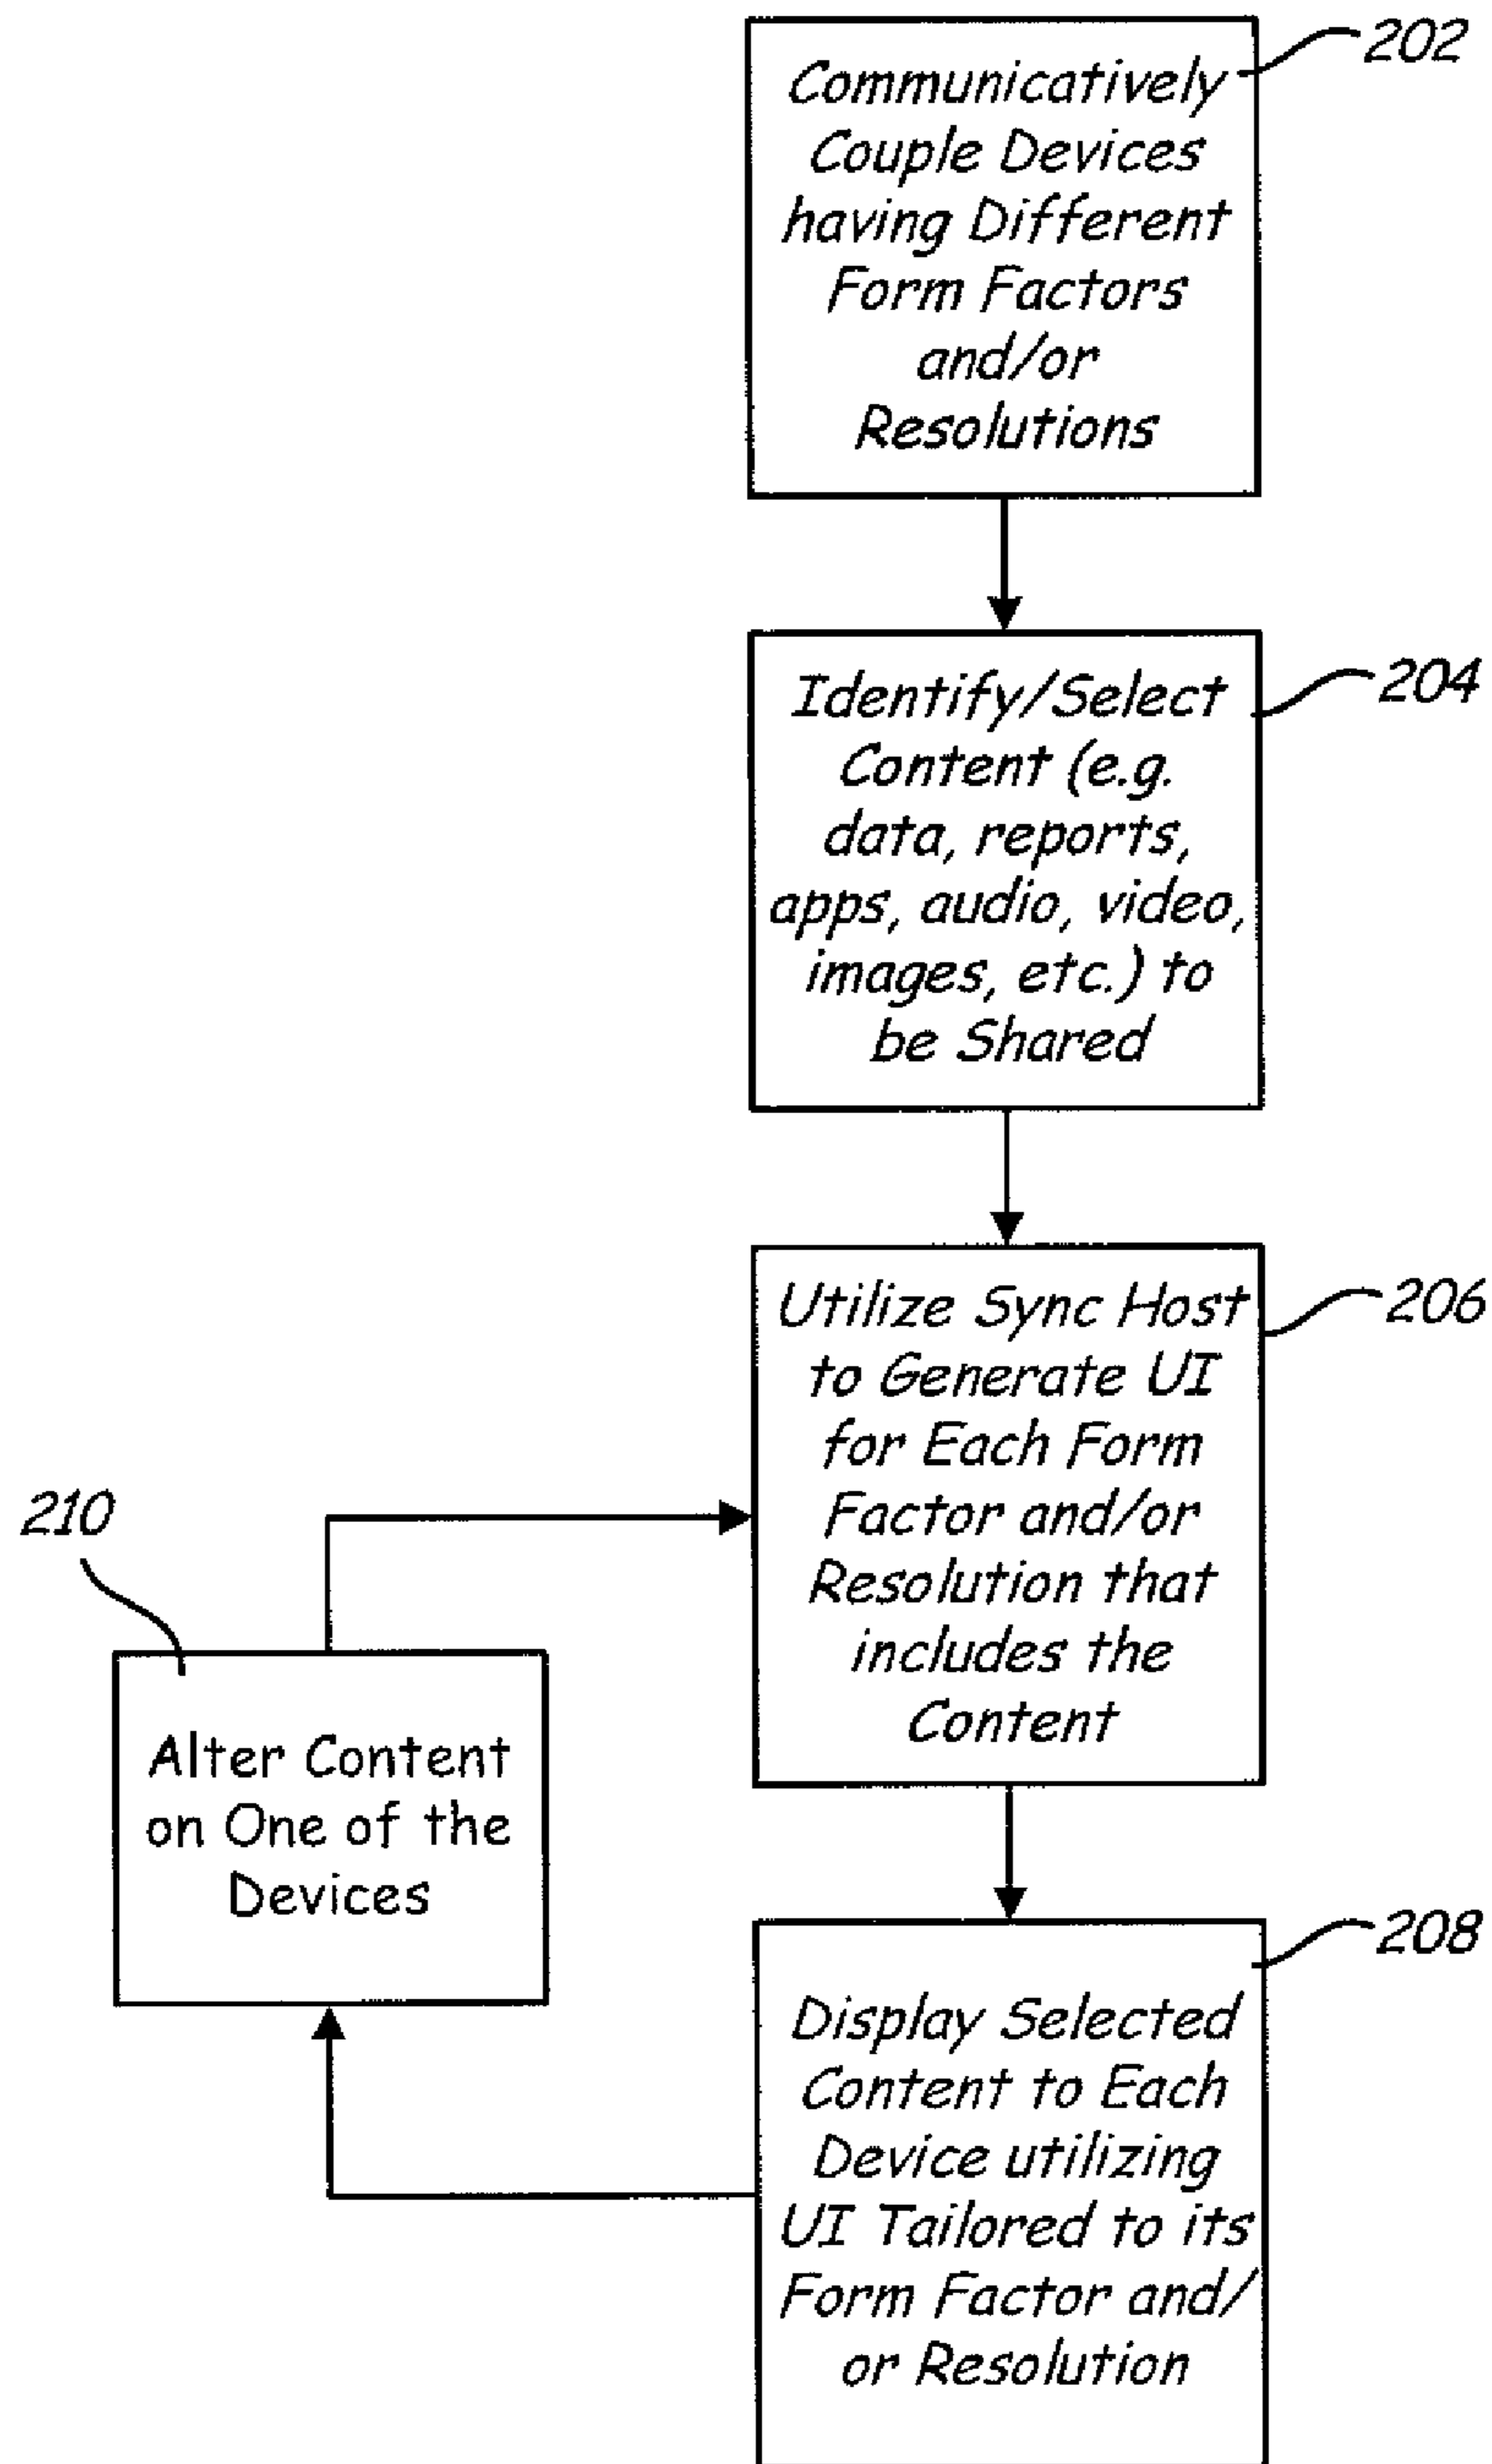 202
Communicatively
Couple Devices
having Different
Form Factors
and/or
Resolutions
204
Identify/Select
Content (e.g.
data, reports,
apps, audio, video,
images, etc.) to
be Shared
206
Utilize Sync Host
to Generate UI
for Each Form
Factor and/or
Resolution that
includes the
Content
210
Alter Content
on One of the
Devices
208
Display Selected
Content to Each
Device utilizing
UI Tailored to its
Form Factor and/
or Resolution